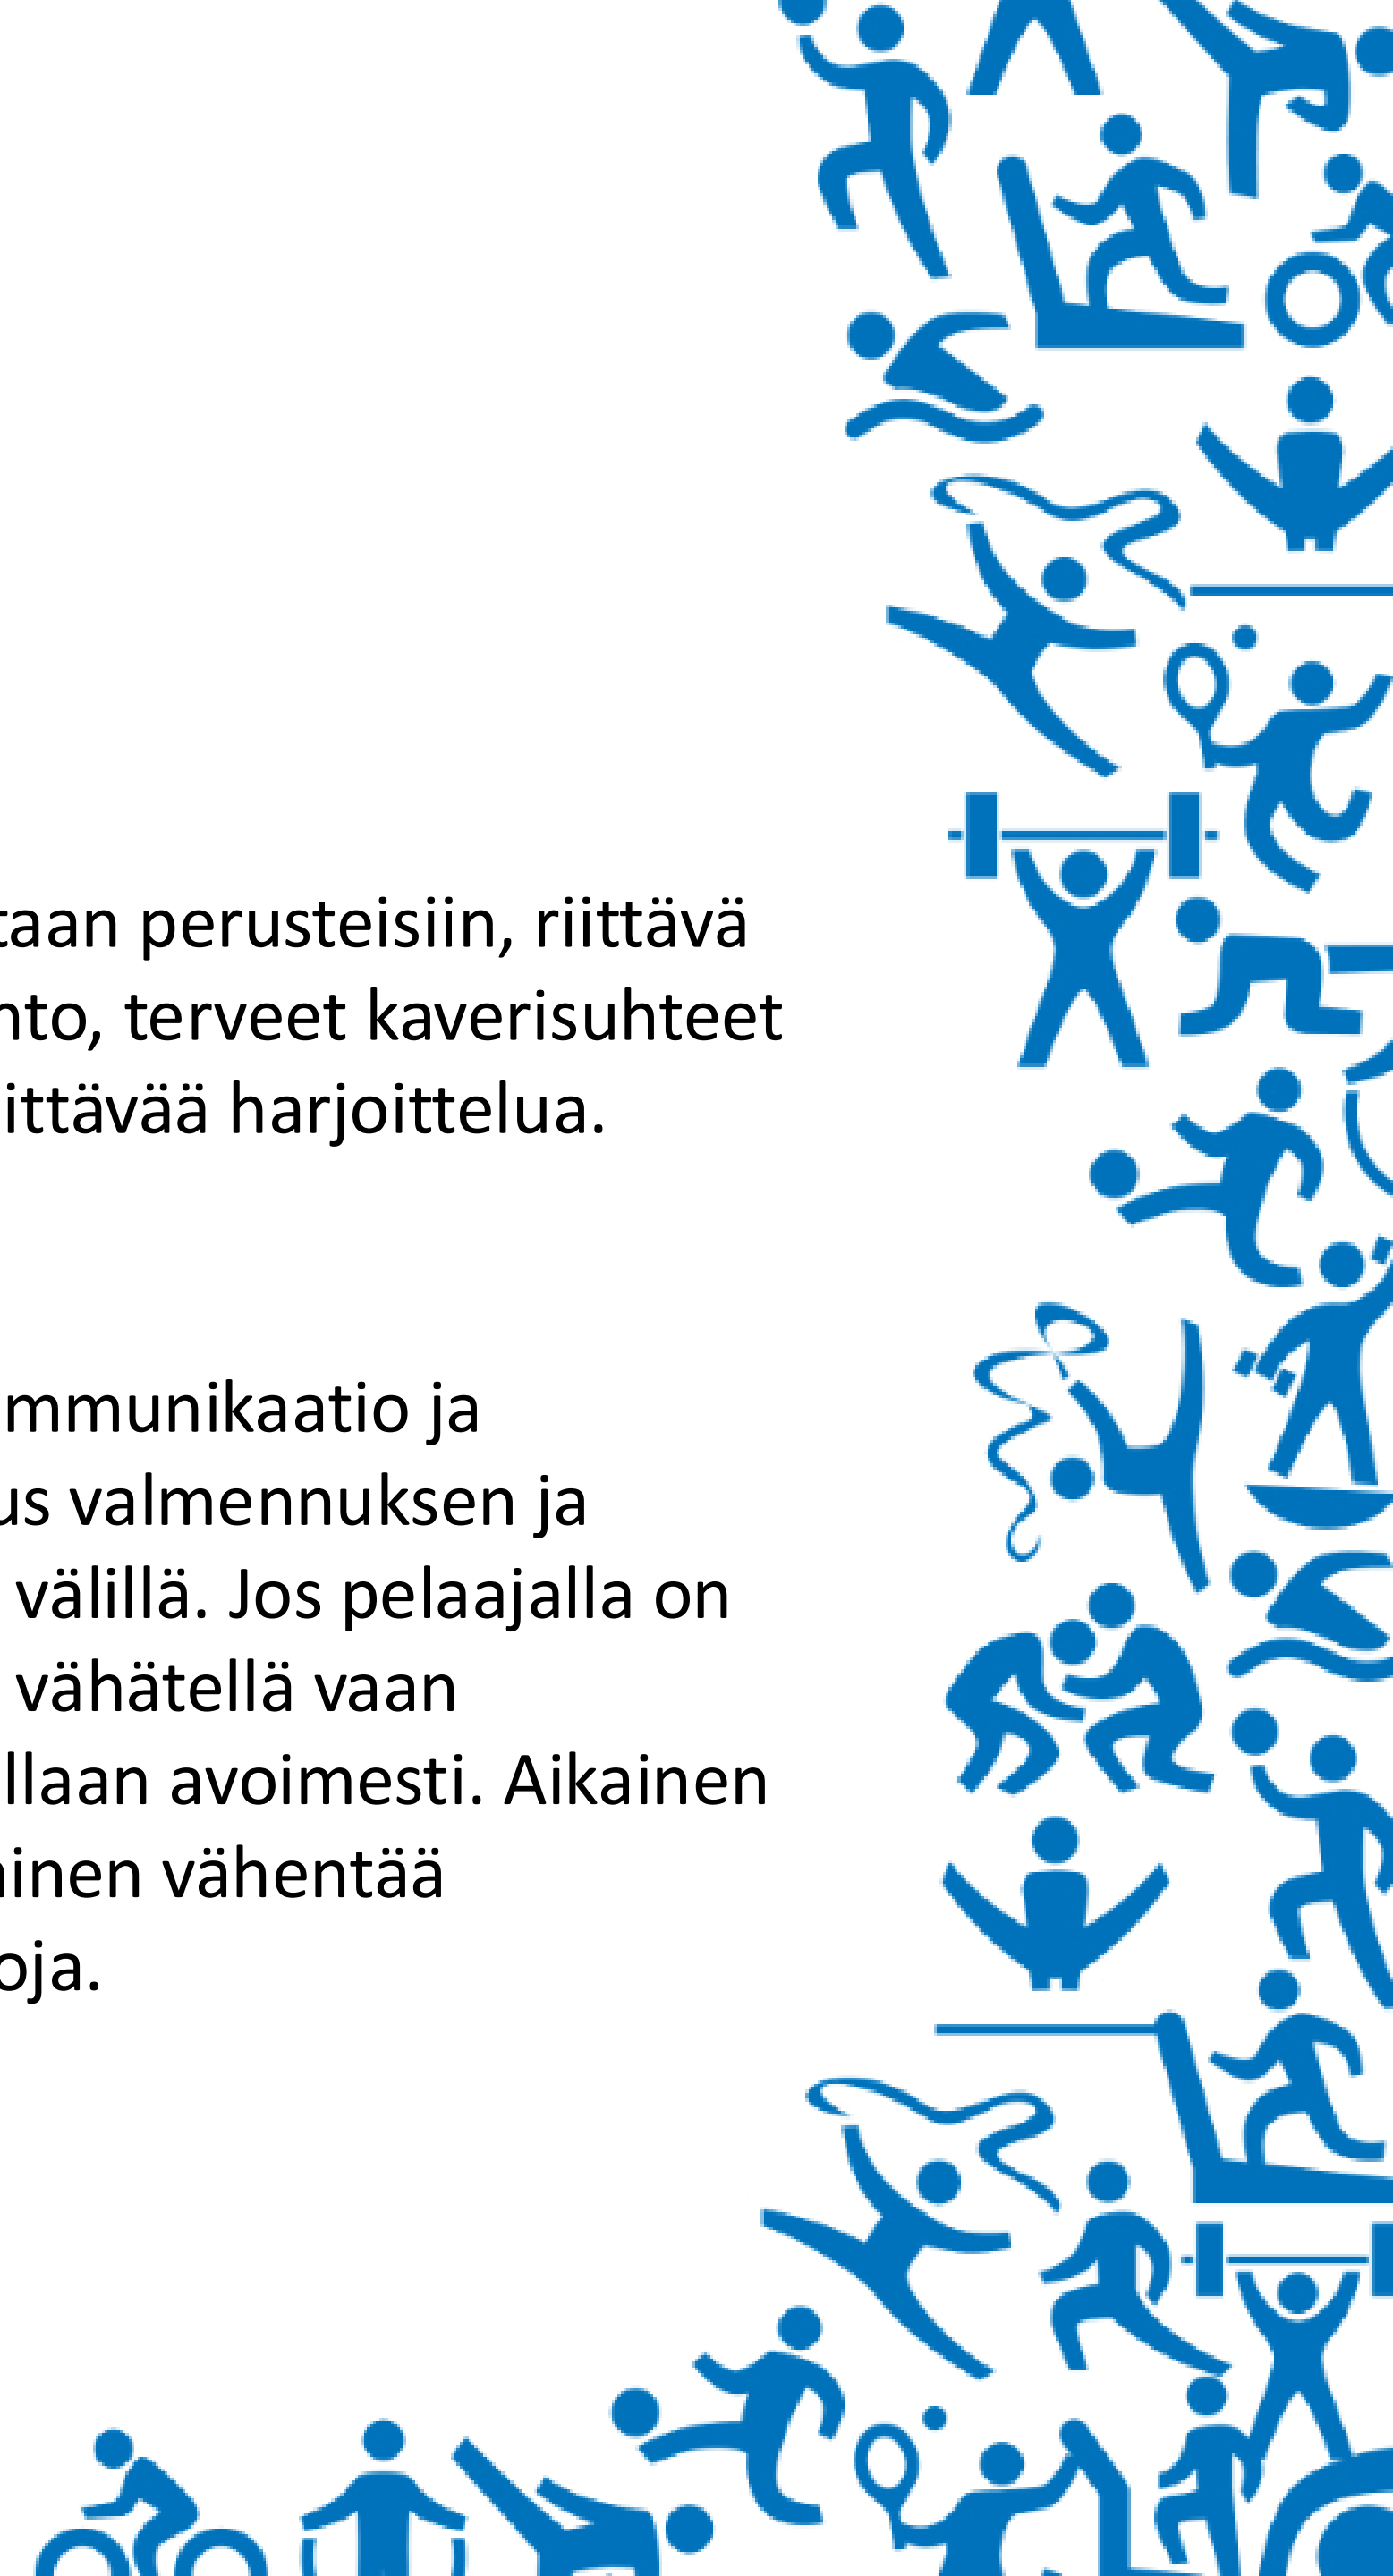 taan perusteisiin, riittävä
nto, terveet kaverisuhteet
ittävää harjoittelua.
mmunikaatio ja
us valmennuksen ja
välillä. Jos pelaajalla on
vähätellä vaan
llaan avoimesti. Aikainen
inen vähentää
oja.